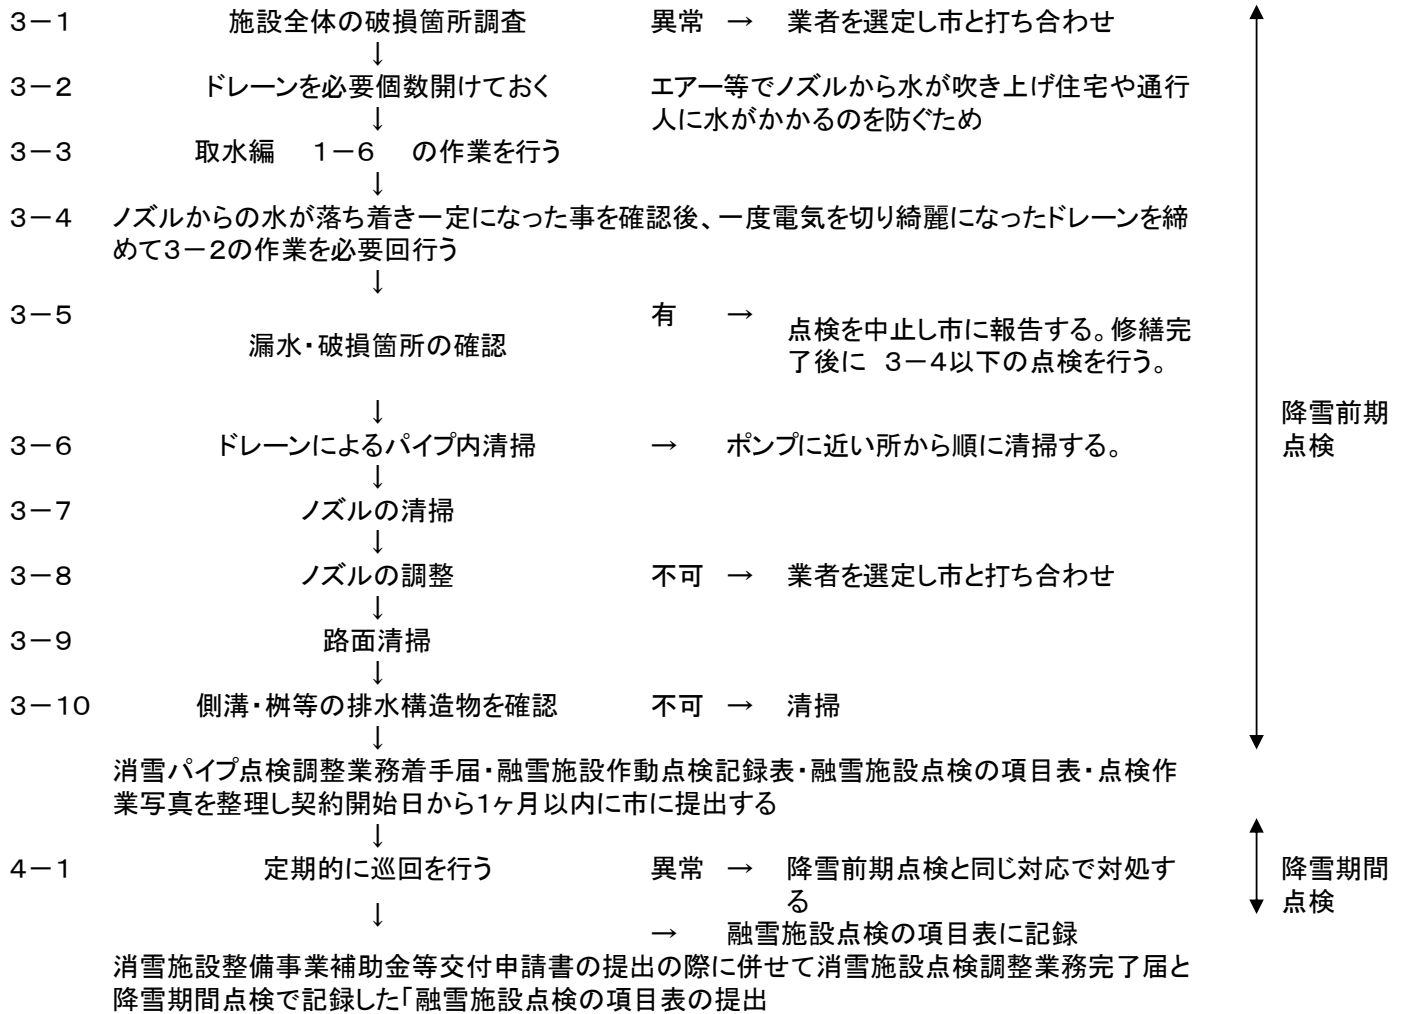 3－1 施設全体の破損箇所調査 異常 → 業者を選定し市と打ち合わせ
↓
3－2 ドレーンを必要個数開けておく エアー等でノズルから水が吹き上げ住宅や通行
↓ 人に水がかかるのを防ぐため
3－3 取水編 1－6 の作業を行う
↓
3－4 ノズルからの水が落ち着き一定になった事を確認後、一度電気を切り綺麗になったドレーンを締
めて3－2の作業を必要回行う
↓
3－5 有 →
漏水・破損箇所の確認
点検を中止し市に報告する。修繕完
了後に 3－4以下の点検を行う。
↓
降雪前期
点検
3－6 ドレーンによるパイプ内清掃 → ポンプに近い所から順に清掃する。
↓
3－7 ノズルの清掃
↓
3－8 ノズルの調整 不可 → 業者を選定し市と打ち合わせ
↓
3－9 路面清掃
↓
3－10 側溝・桝等の排水構造物を確認 不可 → 清掃
↓
消雪パイプ点検調整業務着手届・融雪施設作動点検記録表・融雪施設点検の項目表・点検作
業写真を整理し契約開始日から1ヶ月以内に市に提出する
↓
4－1 定期的に巡回を行う 異常 → 降雪前期点検と同じ対応で対処す
る
降雪期間
点検
↓
→ 融雪施設点検の項目表に記録
消雪施設整備事業補助金等交付申請書の提出の際に併せて消雪施設点検調整業務完了届と
降雪期間点検で記録した「融雪施設点検の項目表の提出